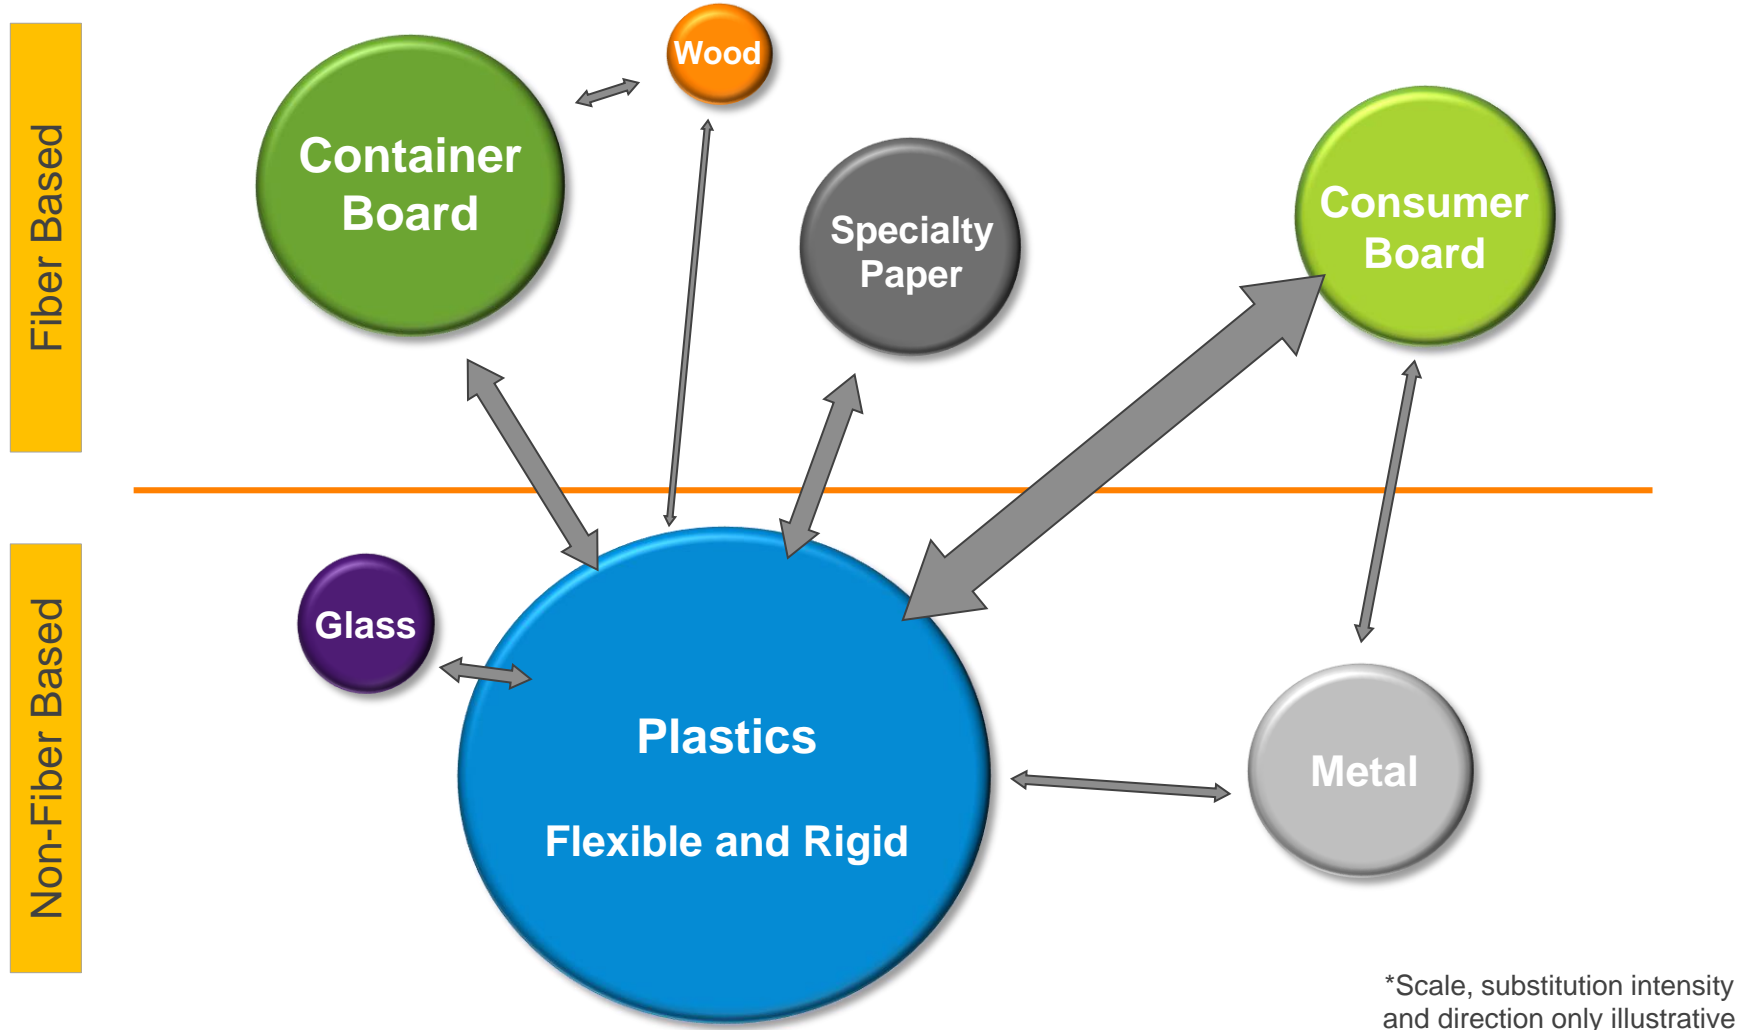 Fiber Based
Container
Board
Wood
Specialty
Paper
Consumer
Board
Non-Fiber Based
Glass
Plastics
Flexible and Rigid
Metal
*Scale, substitution intensity
and direction only illustrative